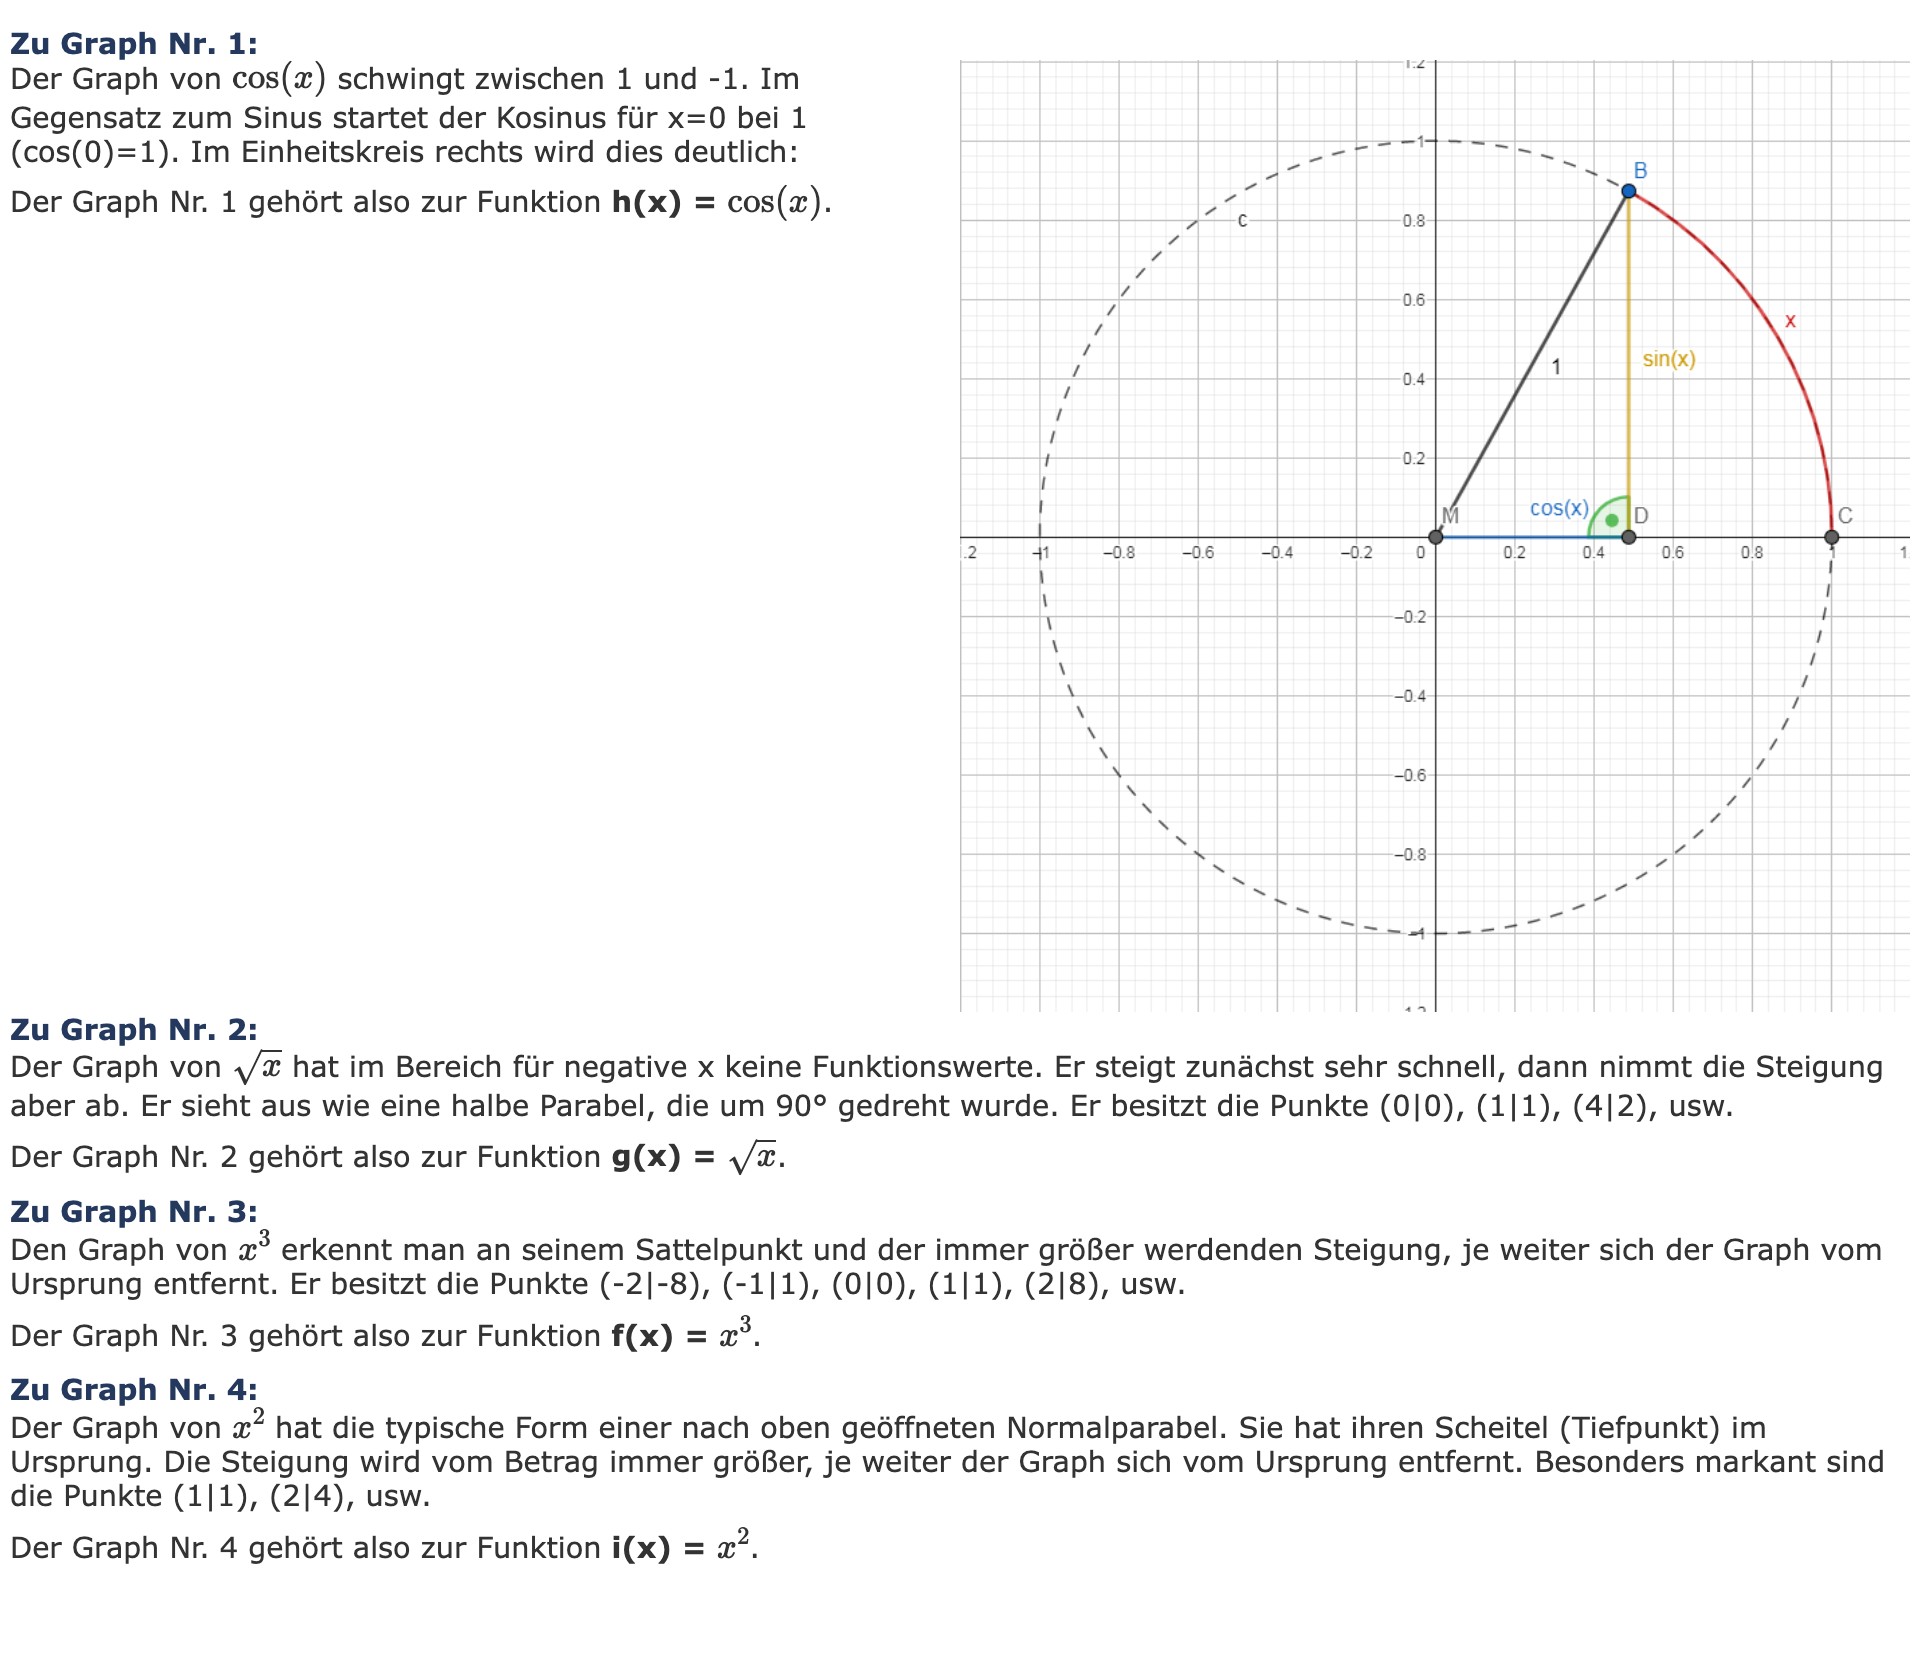 Zu Graph Nr. 1:
Der Graph von cos(x) schwingt zwischen 1 und -1. Im
Gegensatz zum Sinus startet der Kosinus für x=0 bei 1
(cos(0)=1). Im Einheitskreis rechts wird dies deutlich:
Der Graph Nr. 1 gehört also zur Funktion h(x) = cos(x).
1
B
c
0.8
0.6
x
sin(x)
1
0.4
0.2
cos(x)
M
D
C
.2 –1 –0.8 –0.6 –0.4 –0.2 0 0.2 0.4 0.6 0.8 1 1
–0.2
–0.4
–0.6
–0.8
–1
Zu Graph Nr. 2:
Der Graph von √x hat im Bereich für negative x keine Funktionswerte. Er steigt zunächst sehr schnell, dann nimmt die Steigung
aber ab. Er sieht aus wie eine halbe Parabel, die um 90° gedreht wurde. Er besitzt die Punkte (0|0), (1|1), (4|2), usw.
Der Graph Nr. 2 gehört also zur Funktion g(x) = √x.
Zu Graph Nr. 3:
Den Graph von x³ erkennt man an seinem Sattelpunkt und der immer größer werdenden Steigung, je weiter sich der Graph vom
Ursprung entfernt. Er besitzt die Punkte (-2|-8), (-1|1), (0|0), (1|1), (2|8), usw.
Der Graph Nr. 3 gehört also zur Funktion f(x) = x³.
Zu Graph Nr. 4:
Der Graph von x² hat die typische Form einer nach oben geöffneten Normalparabel. Sie hat ihren Scheitel (Tiefpunkt) im
Ursprung. Die Steigung wird vom Betrag immer größer, je weiter der Graph sich vom Ursprung entfernt. Besonders markant sind
die Punkte (1|1), (2|4), usw.
Der Graph Nr. 4 gehört also zur Funktion i(x) = x².